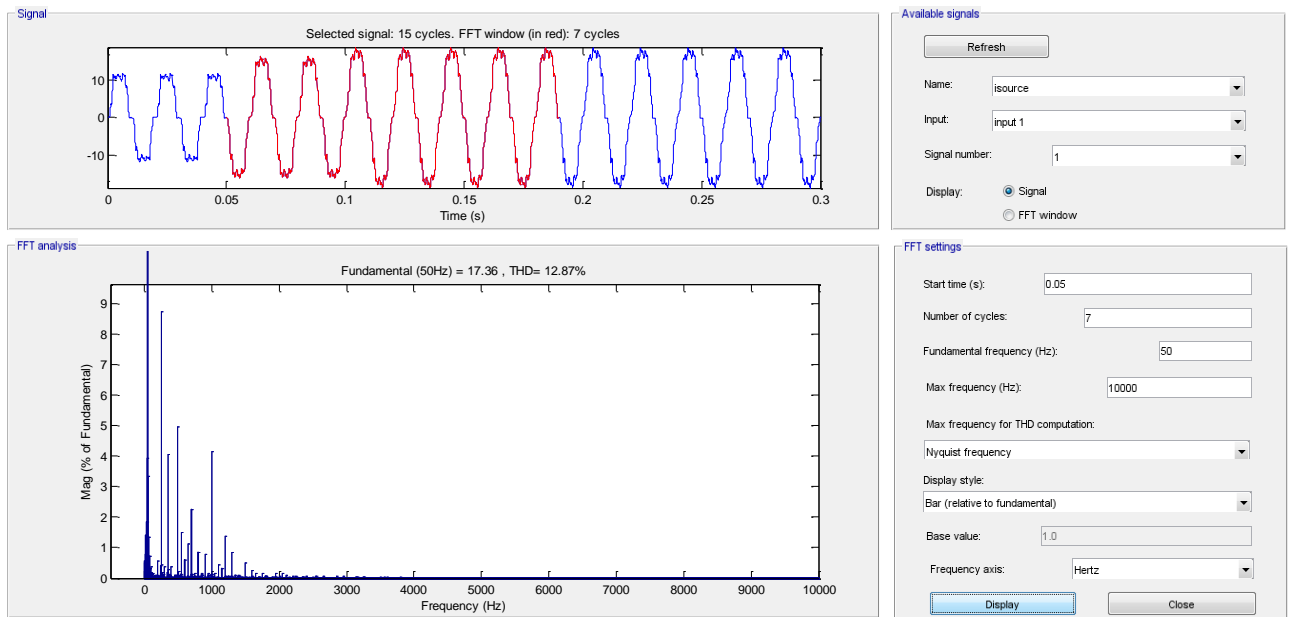 Signal
Selected signal: 15 cycles. FFT window (in red): 7 cycles
10
0
-10
0
0.05
0.1
0.15
0.2
0.25
0.3
Time (s)
Available signals
Refresh
Name:
isource
Input:
input 1
Signal number:
1
Display:
Signal
FFT window
FFT analysis
Fundamental (50Hz) = 17.36 , THD= 12.87%
9
8
7
6
5
4
3
2
1
0
Mag (% of Fundamental)
0
1000
2000
3000
4000
5000
6000
7000
8000
9000
10000
Frequency (Hz)
FFT settings
Start time (s):
0.05
Number of cycles:
7
Fundamental frequency (Hz):
50
Max frequency (Hz):
10000
Max frequency for THD computation:
Nyquist frequency
Display style:
Bar (relative to fundamental)
Base value:
1.0
Frequency axis:
Hertz
Display
Close